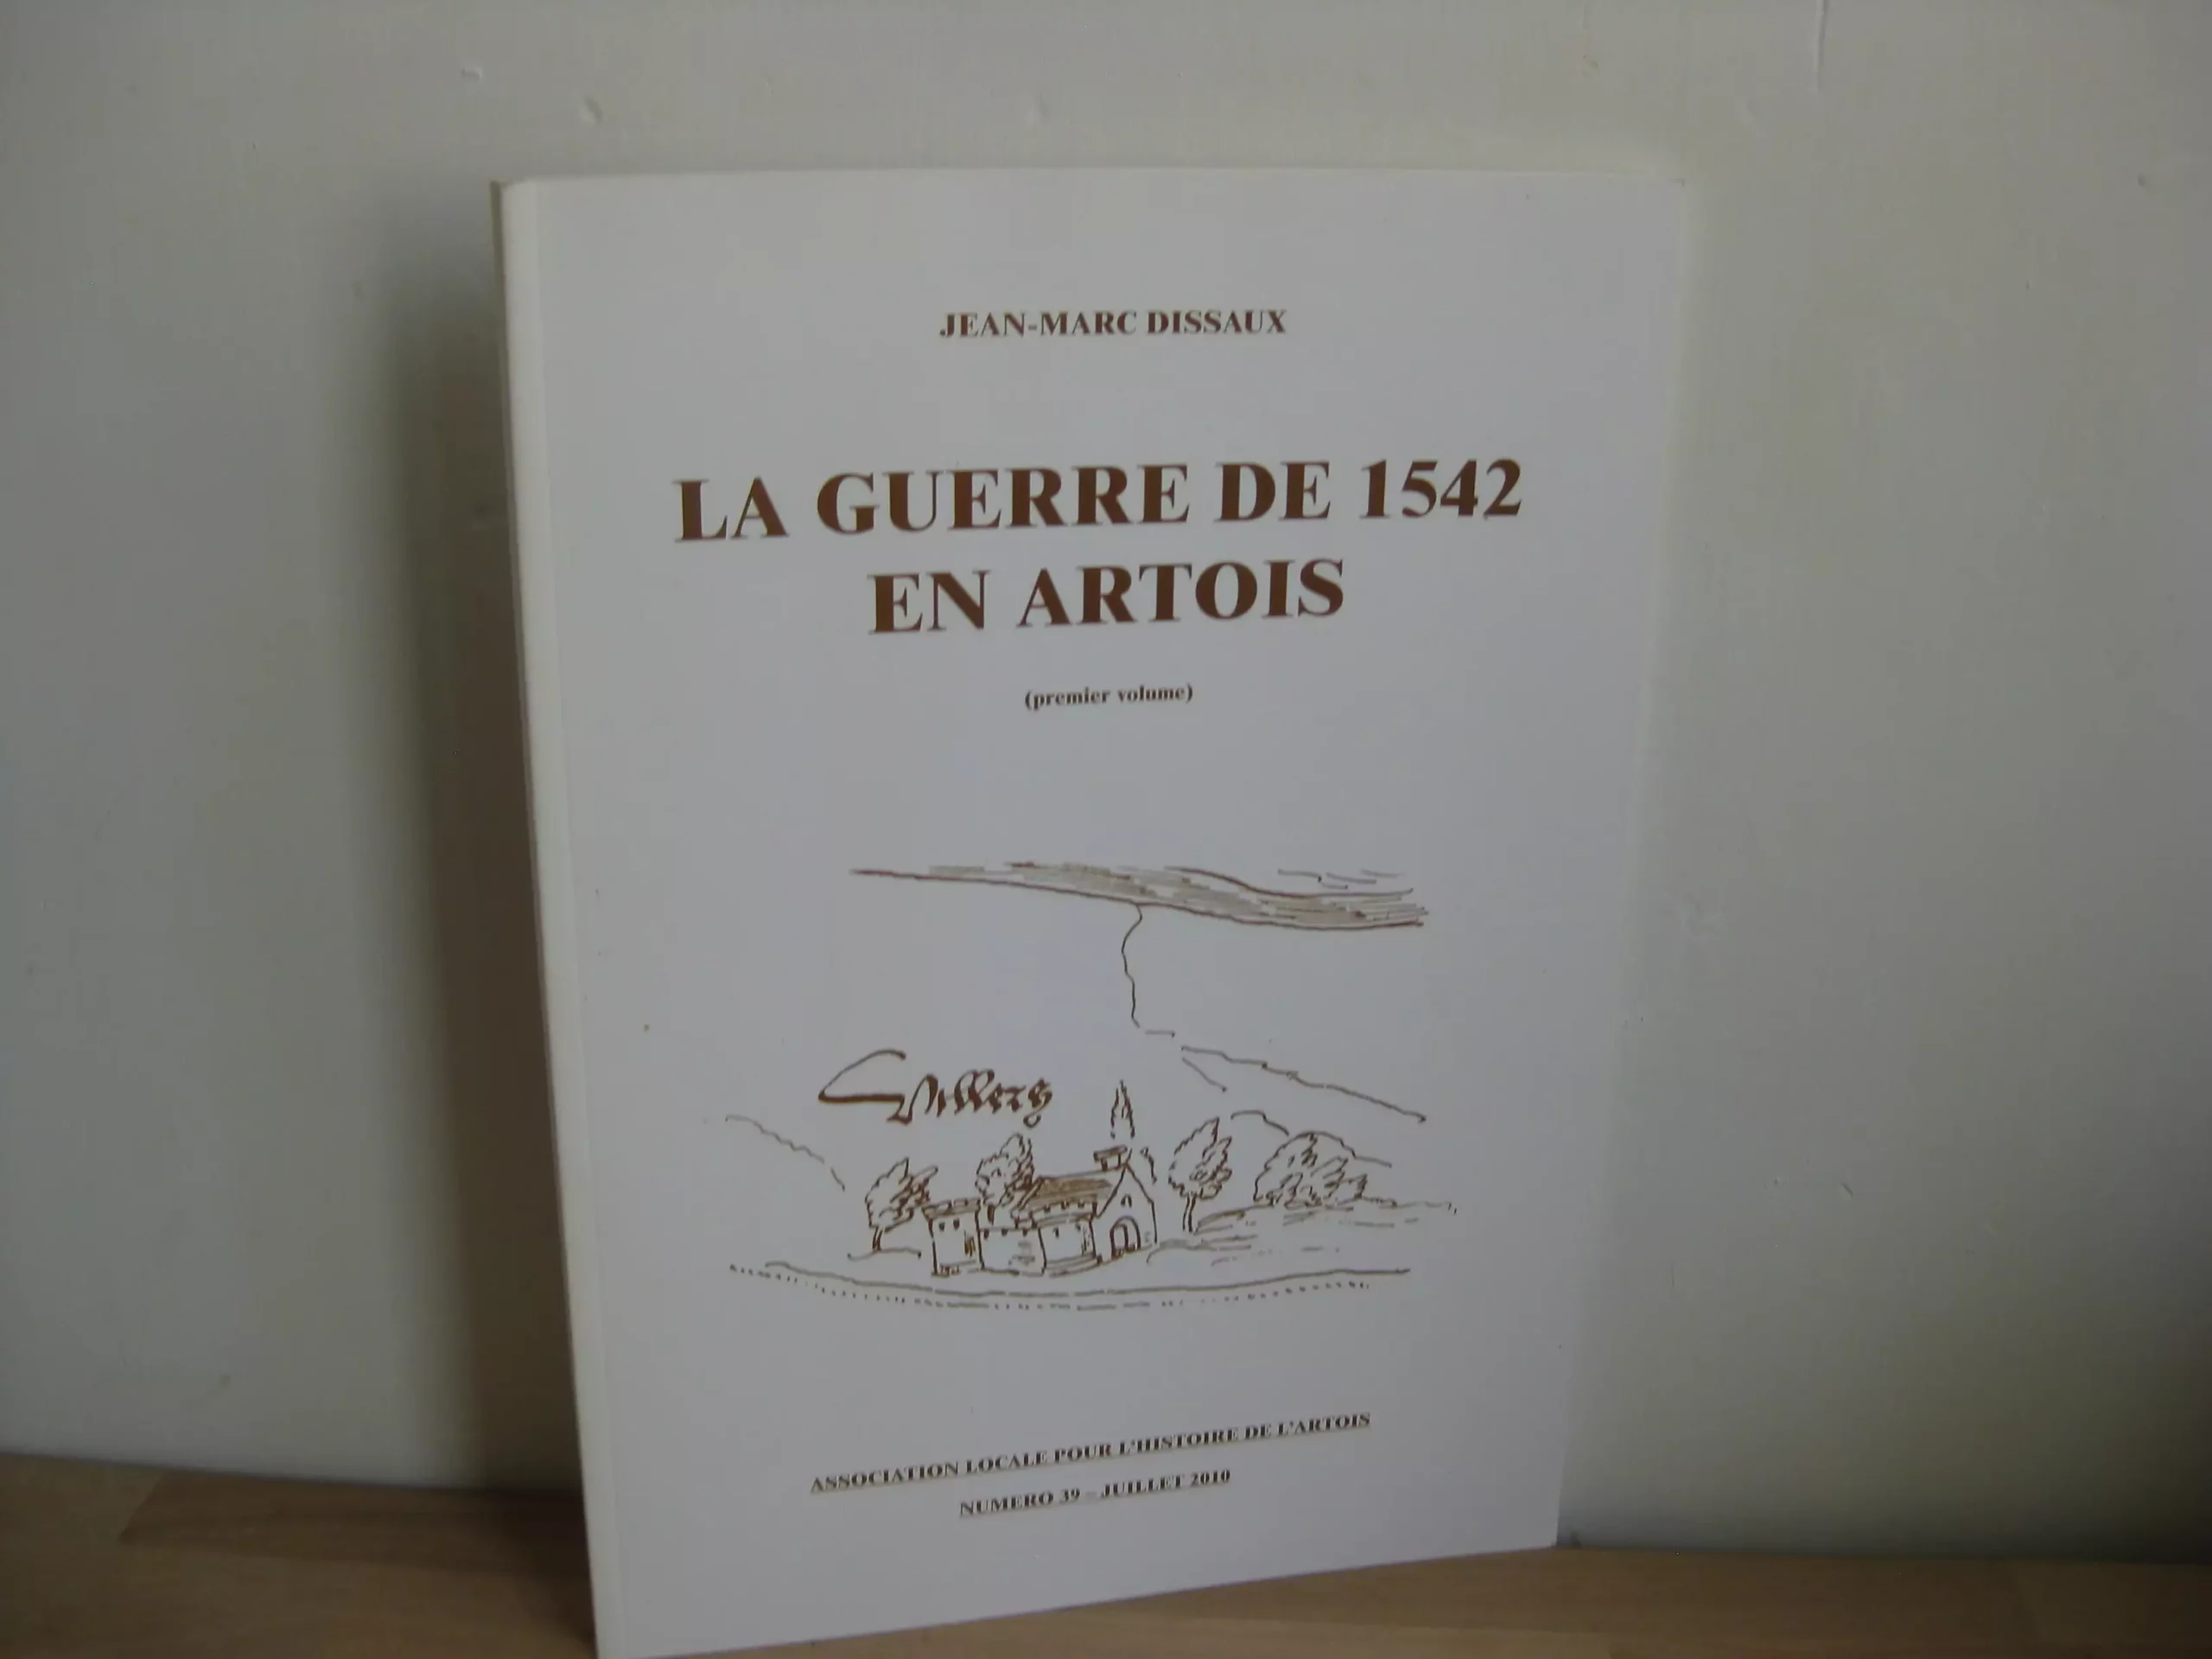 JEAN-MARC DISSAUX
LA GUERRE DE 1542
EN ARTOIS
(premier volume)
ASSOCIATION LOCALE POUR L'HISTOIRE DE L'ARTOIS
NUMERO 39 – JUILLET 2010